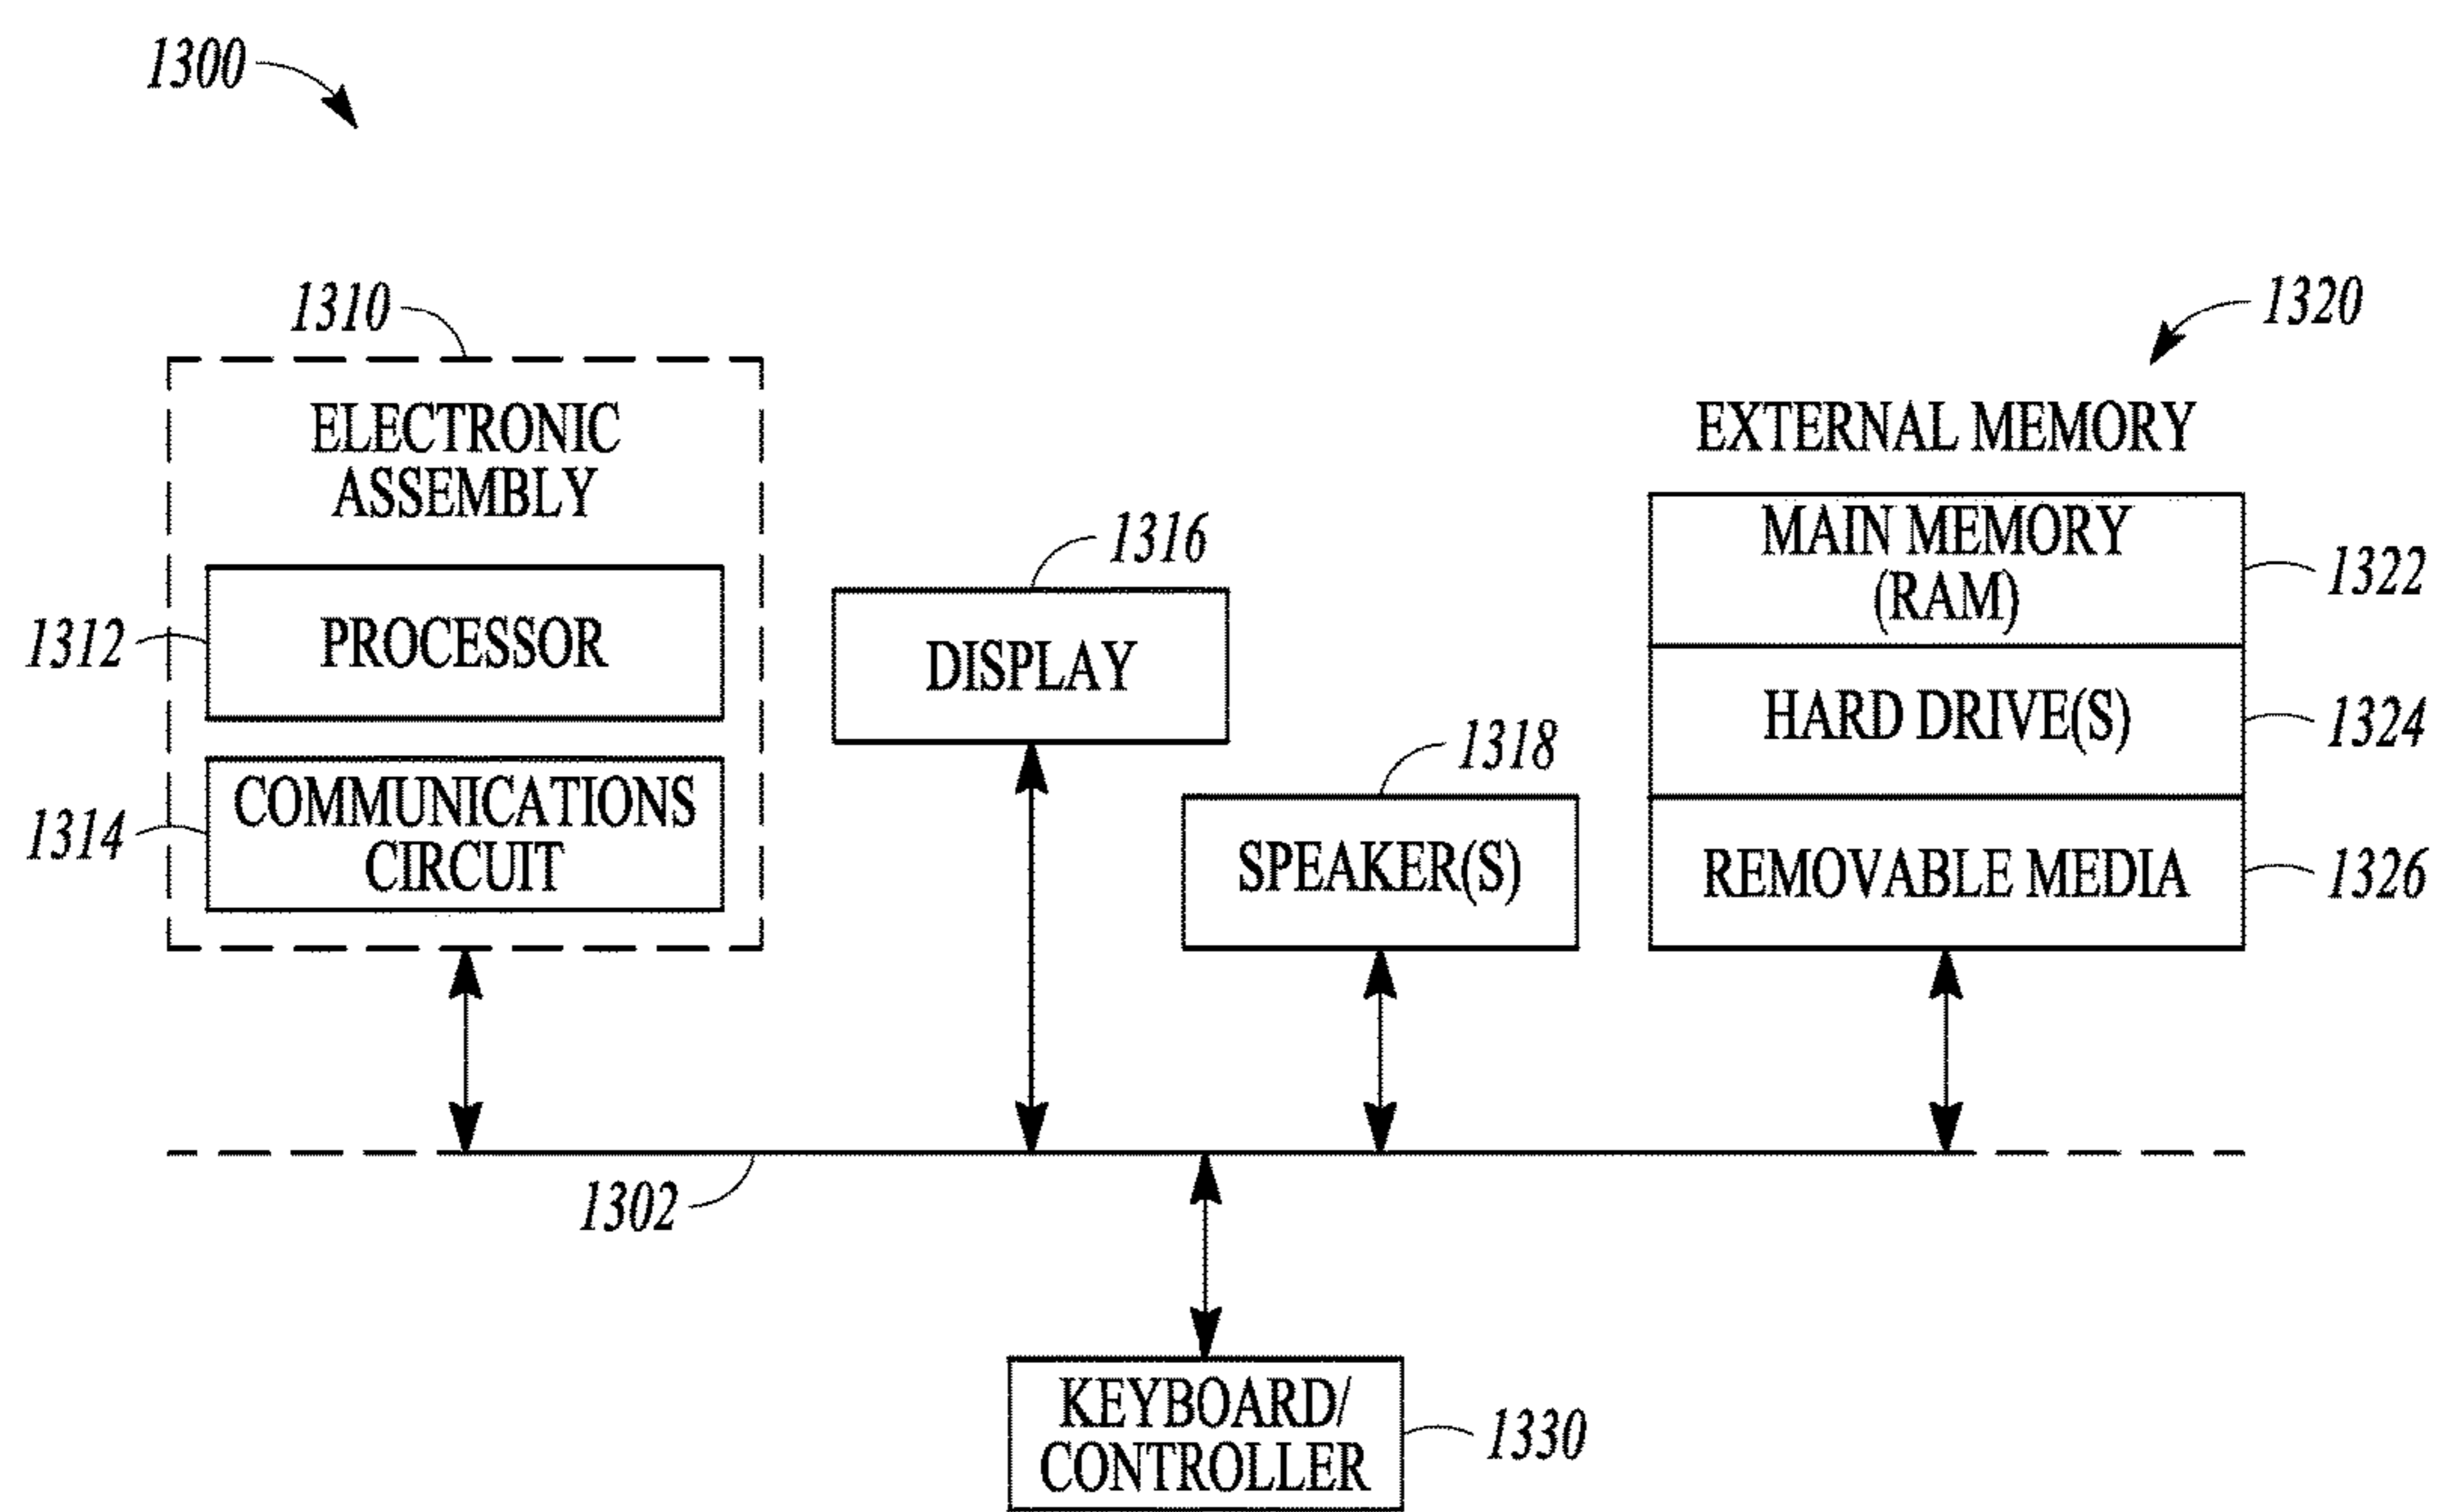 1300
1310
1320
ELECTRONIC
ASSEMBLY
EXTERNAL MEMORY
1316
MAIN MEMORY
(RAM)
1322
1312
PROCESSOR
DISPLAY
HARD DRIVE(S)
1324
1318
1314
COMMUNICATIONS
CIRCUIT
SPEAKER(S)
REMOVABLE MEDIA
1326
1302
KEYBOARD/
CONTROLLER
1330